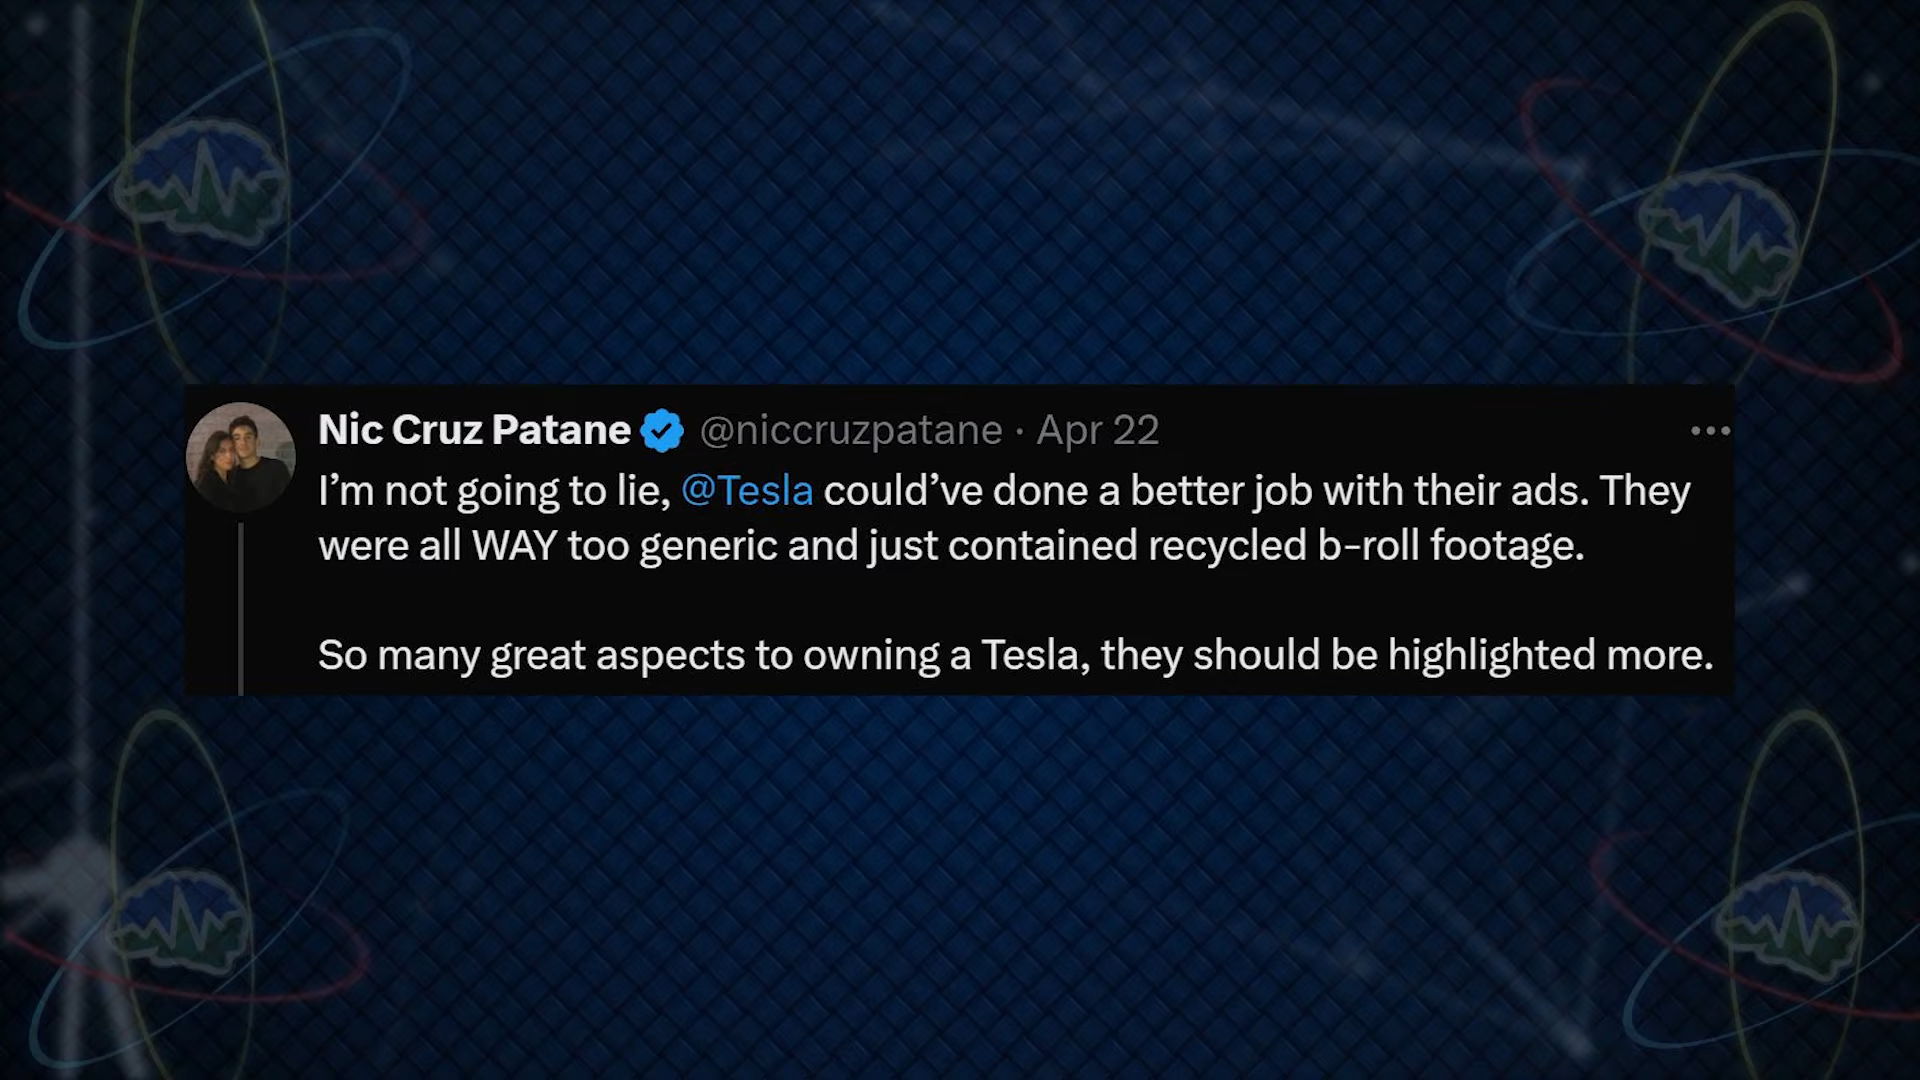 Nic Cruz Patane @niccruzpatane · Apr 22
I’m not going to lie, @Tesla could’ve done a better job with their ads. They
were all WAY too generic and just contained recycled b-roll footage.
So many great aspects to owning a Tesla, they should be highlighted more.